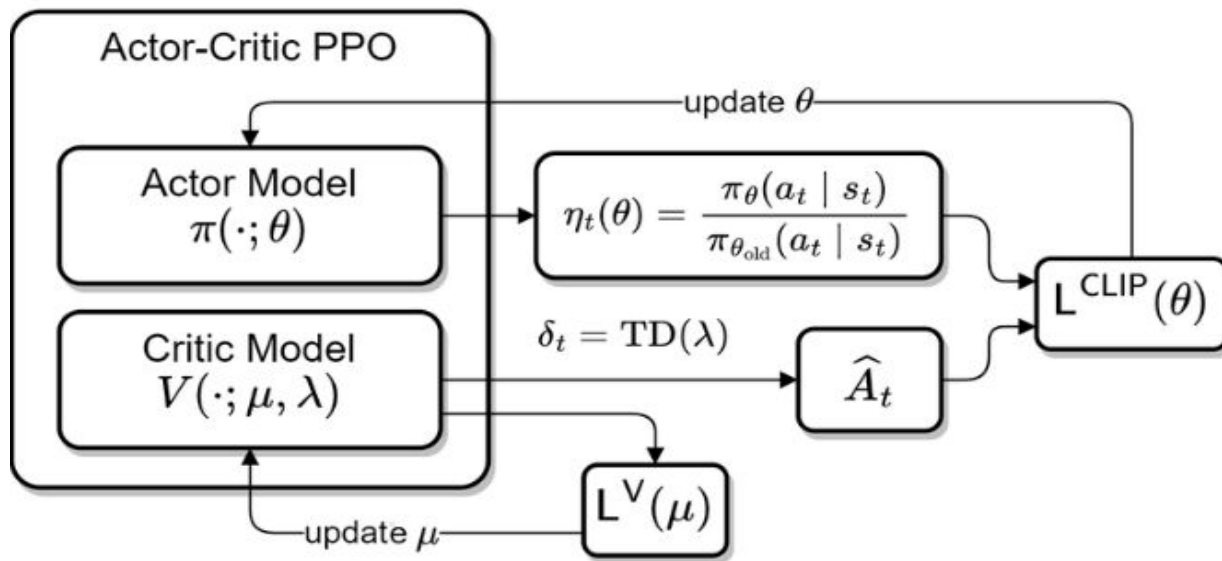 Actor-Critic PPO
update θ
Actor Model
π(·; θ)
η_t(θ) = π_θ(a_t | s_t) / π_θ_old(a_t | s_t)
L^CLIP(θ)
Critic Model
V(·; μ, λ)
δ_t = TD(λ)
Â_t
L^V(μ)
update μ